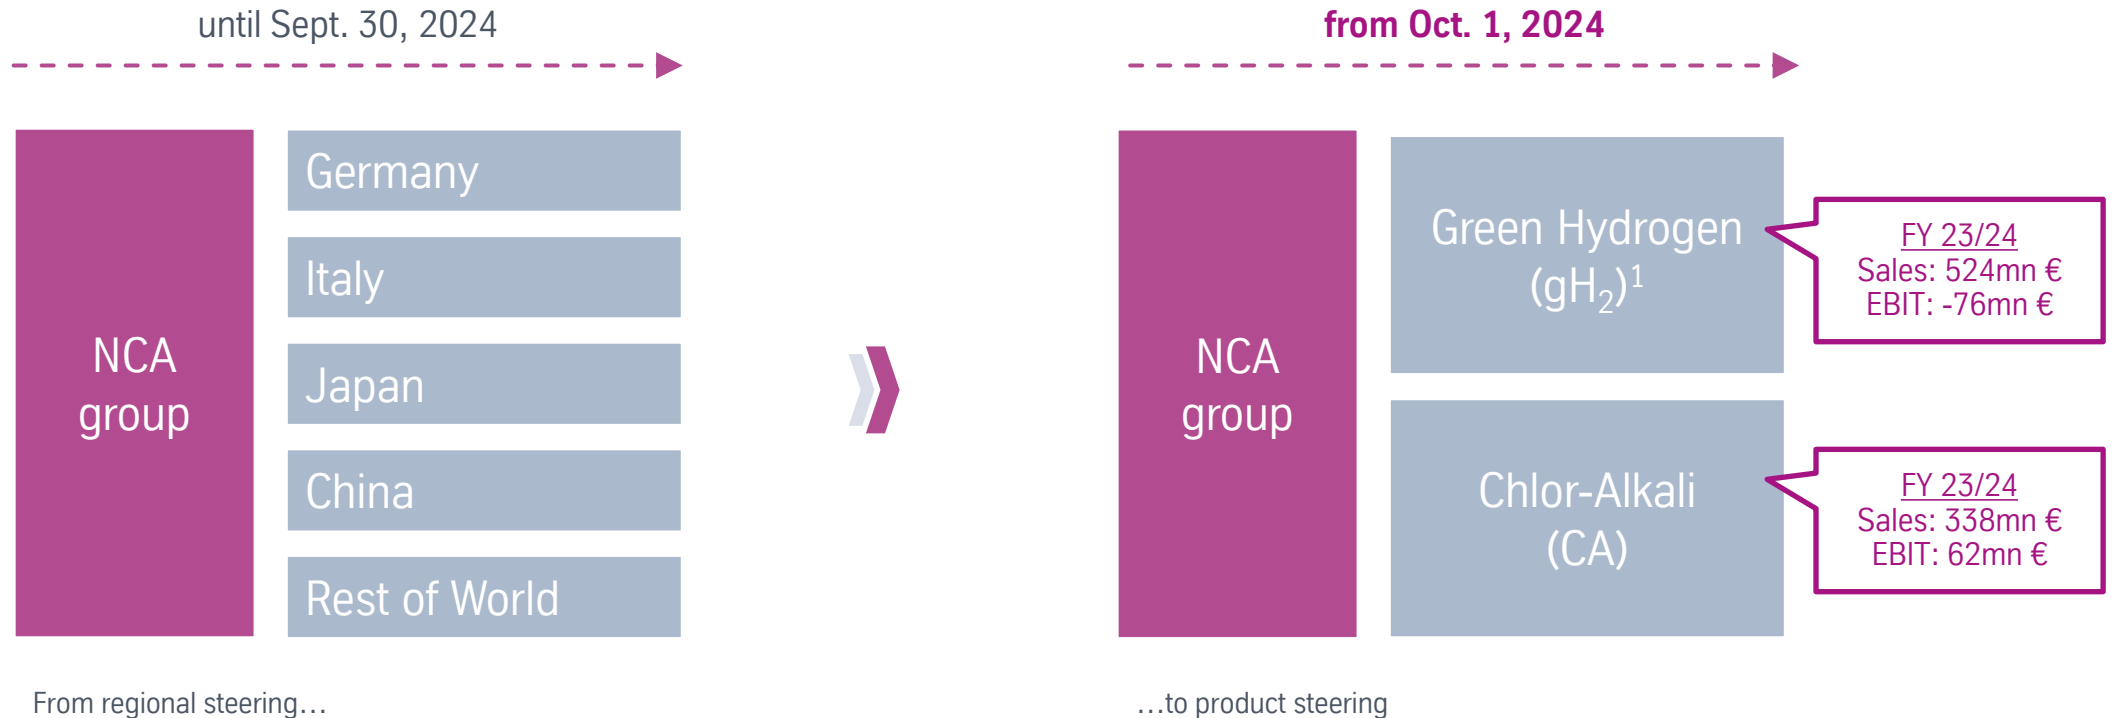 until Sept. 30, 2024
NCA
group
Germany
Italy
Japan
China
Rest of World
From regional steering...
from Oct. 1, 2024
NCA
group
Green Hydrogen
(gH₂)¹
FY 23/24
Sales: 524mn €
EBIT: -76mn €
Chlor-Alkali
(CA)
FY 23/24
Sales: 338mn €
EBIT: 62mn €
...to product steering